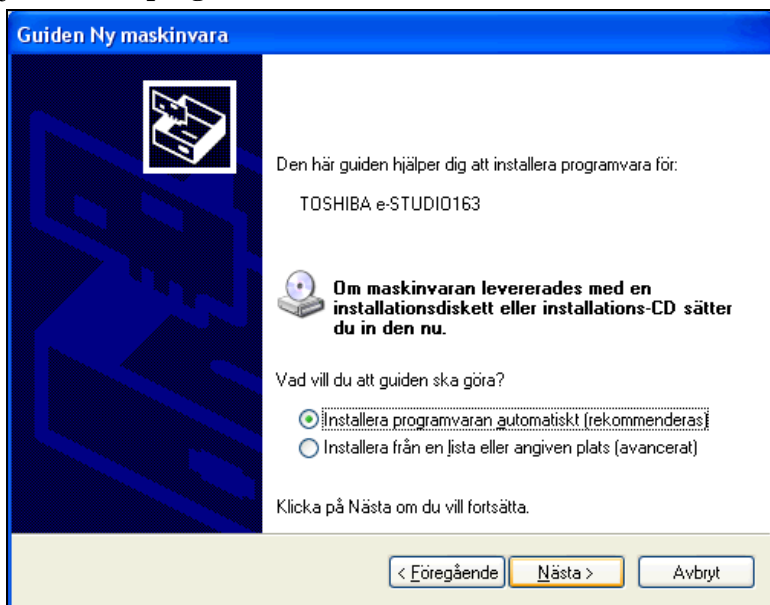 Guiden Ny maskinvara
Den här guiden hjälper dig att installera programvara för:
TOSHIBA e-STUDIO163
Om maskinvaran levererades med en
installationsdiskett eller installations-CD sätter
du in den nu.
Vad vill du att guiden ska göra?
Installera programvaran automatiskt (rekommenderas)
Installera från en lista eller angiven plats (avancerat)
Klicka på Nästa om du vill fortsätta.
< Föregående Nästa > Avbryt